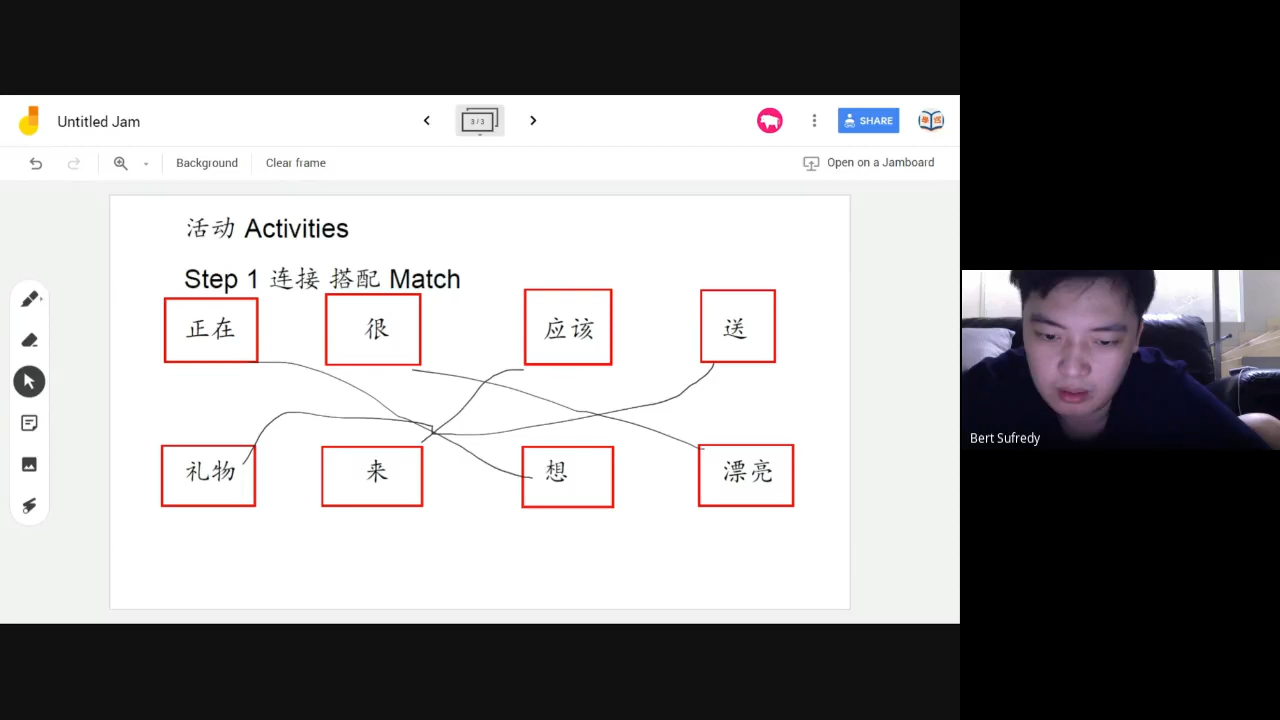 Untitled Jam
3 / 3
SHARE
Background
Clear frame
Open on a Jamboard
活动 Activities
Step 1 连接 搭配 Match
正在
很
应该
送
礼物
来
想
漂亮
Bert Sufredy